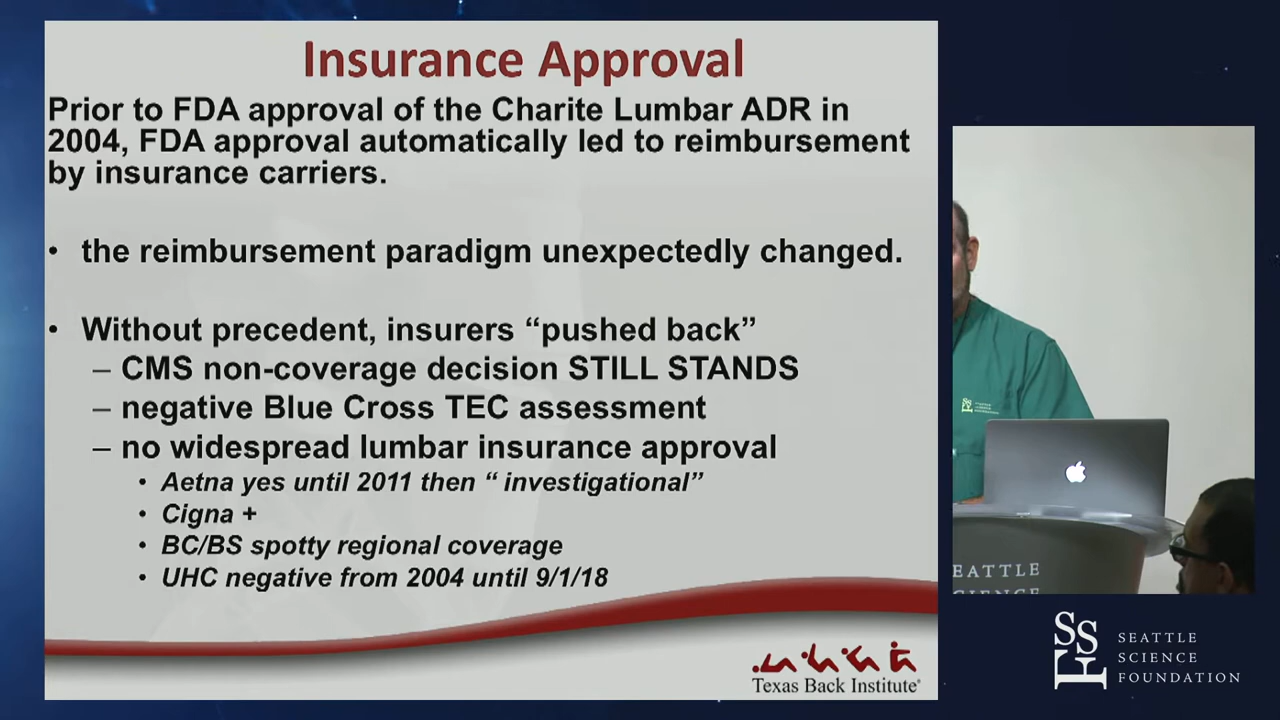 Insurance Approval
Prior to FDA approval of the Charite Lumbar ADR in
2004, FDA approval automatically led to reimbursement
by insurance carriers.
• the reimbursement paradigm unexpectedly changed.
• Without precedent, insurers “pushed back”
– CMS non-coverage decision STILL STANDS
– negative Blue Cross TEC assessment
– no widespread lumbar insurance approval
• Aetna yes until 2011 then “ investigational”
• Cigna +
• BC/BS spotty regional coverage
• UHC negative from 2004 until 9/1/18
Texas Back Institute
EATTLE
SSF
SEATTLE
SCIENCE
FOUNDATION